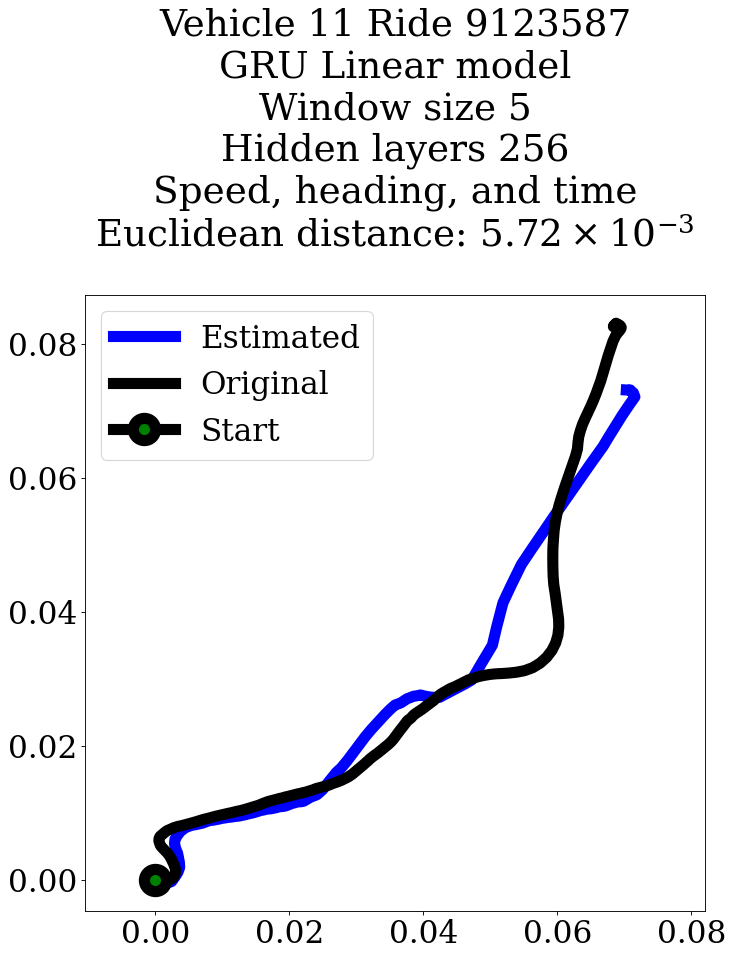 Vehicle 11 Ride 9123587
GRU Linear model
Window size 5
Hidden layers 256
Speed, heading, and time
Euclidean distance: 5.72 × 10⁻³
Estimated
Original
Start
0.08
0.06
0.04
0.02
0.00
0.00 0.02 0.04 0.06 0.08